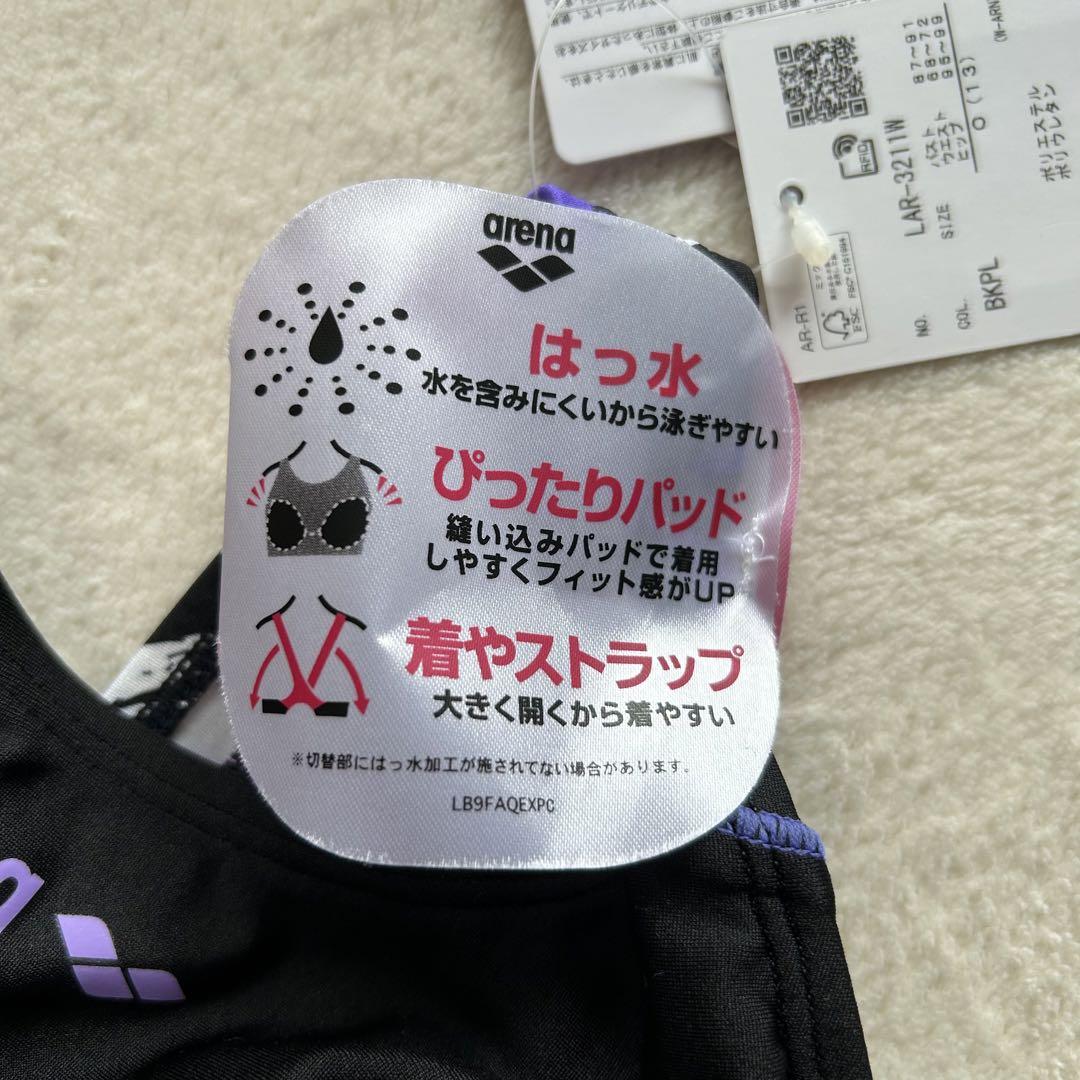 arena
はっ水
水を含みにくいから泳ぎやすい
ぴったりパッド
縫い込みパッドで着用
しやすくフィット感がUP
着やストラップ
大きく開くから着やすい
※切替部にはっ水加工が施されてない場合があります。
LB9FAQEXPC
AR-R1
RFID
NO.
LAR-3211W
SIZE
バスト 87~91
ウエスト 68~72
ヒップ 95~99
O (13)
COL.
BKPL
ポリエステル
ポリウレタン